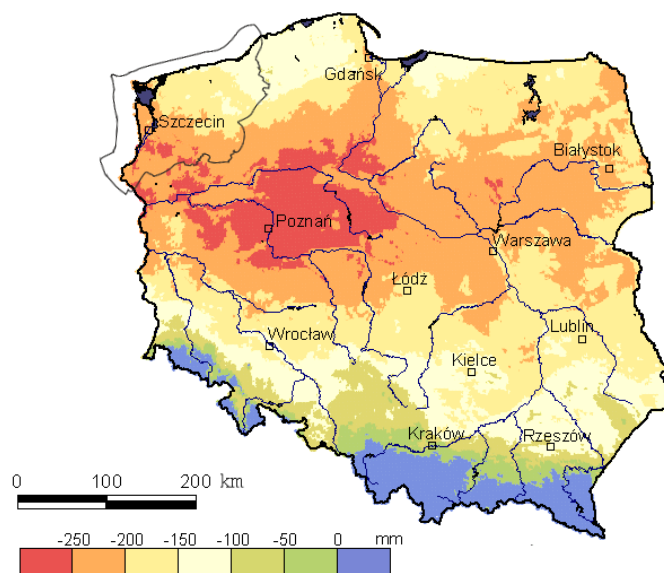 Gdańsk
Szczecin
Białystok
Poznań
Warszawa
Łódź
Wrocław
Lublin
Kielce
Kraków
Rzeszów
0 100 200 km
-250 -200 -150 -100 -50 0 mm